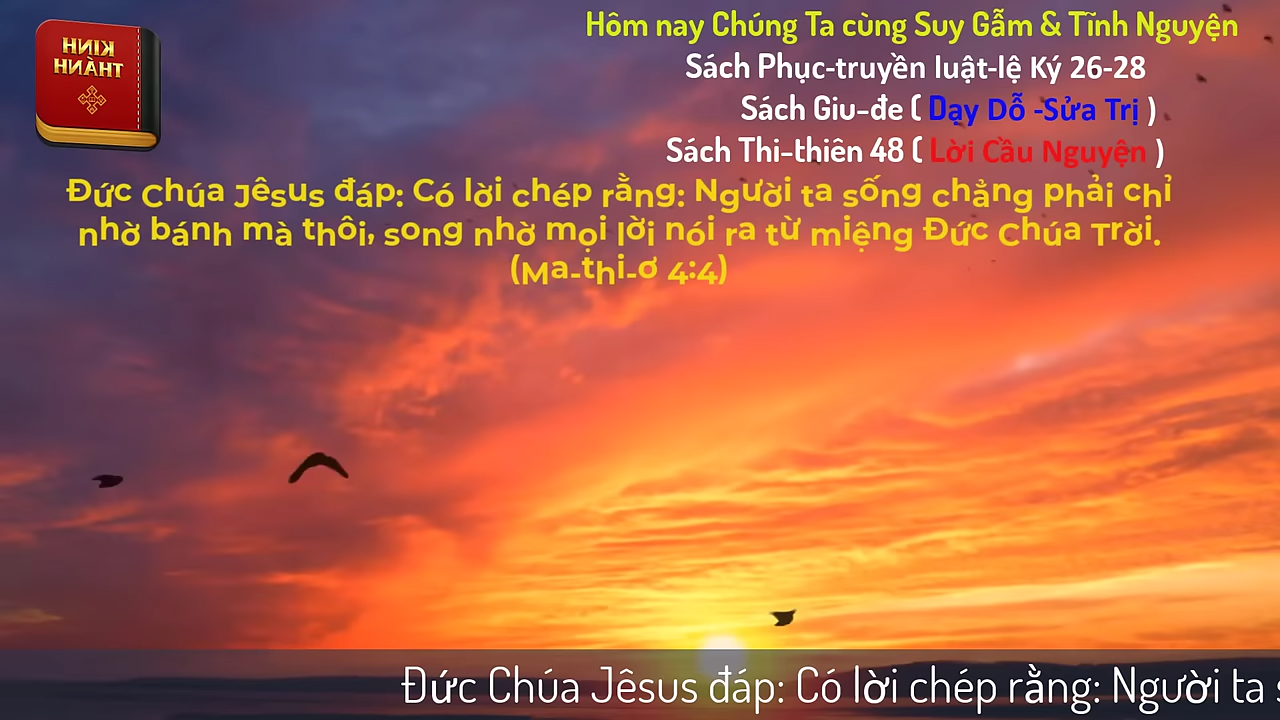 KINH
THÀNH
Hôm nay Chúng Ta cùng Suy Gẫm & Tĩnh Nguyện
Sách Phục-truyền luật-lệ Ký 26-28
Sách Giu-đe ( Dạy Dỗ -Sửa Trị )
Sách Thi-thiên 48 ( Lời Cầu Nguyện )
Đức Chúa Jêsus đáp: Có lời chép rằng: Người ta sống chẳng phải chỉ
nhờ bánh mà thôi, song nhờ mọi lời nói ra từ miệng Đức Chúa Trời.
(Ma-thi-ơ 4:4)
Đức Chúa Jêsus đáp: Có lời chép rằng: Người ta